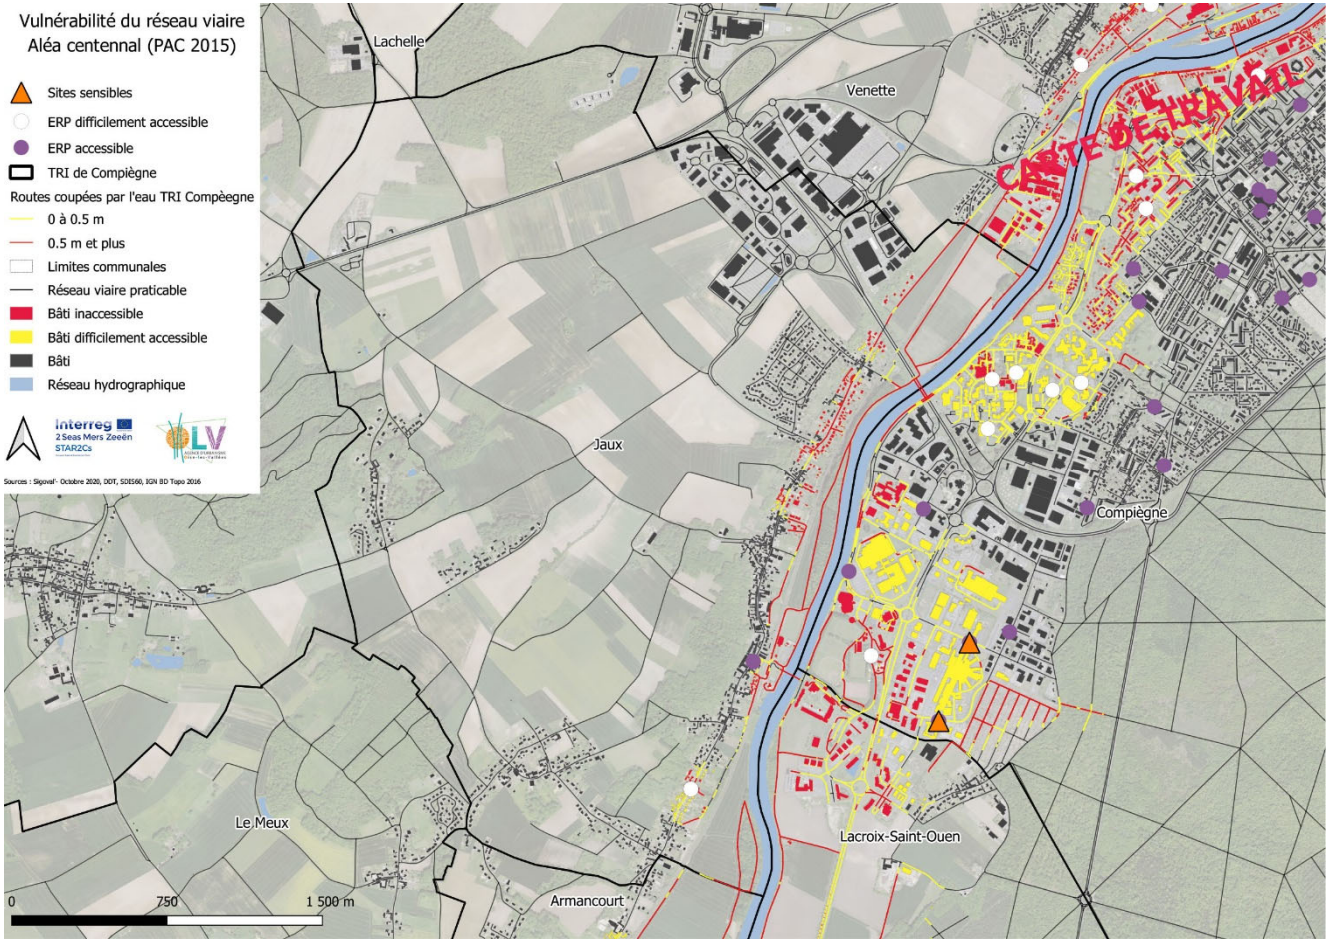 Vulnérabilité du réseau viaire
Aléa centennal (PAC 2015)
Sites sensibles
ERP difficilement accessible
ERP accessible
TRI de Compiègne
Routes coupées par l'eau TRI Compèegne
0 à 0.5 m
0.5 m et plus
Limites communales
Réseau viaire praticable
Bâti inaccessible
Bâti difficilement accessible
Bâti
Réseau hydrographique
Interreg
2 Seas Mers Zeeën
STAR2Cs
OLV
Sources : Sigoval'- Octobre 2020, DDT, SDIS60, IGN BD Topo 2016
Lachelle
Venette
CARTE DE TRAVAIL
Jaux
Compiègne
Le Meux
Lacroix-Saint-Ouen
Armancourt
0 750 1 500 m